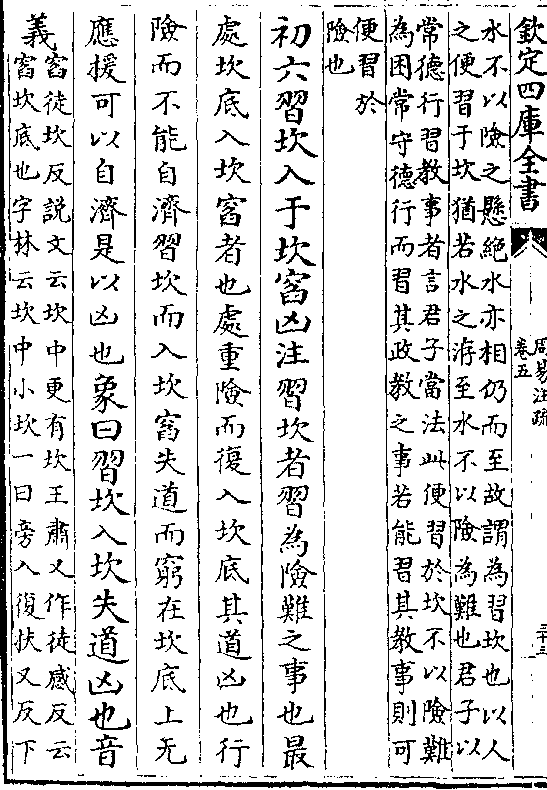 欽定四庫全書
周易注疏
卷五
二十三
水不以險之懸絶水亦相仍而至故謂為習坎也以人
之便習于坎猶若水之洊至水不以險為難也君子以
常德行習教事者言君子當法此便習於坎不以險難
為困常守德行而習其政教之事若能習其教事則可
便習於
險也
初六習坎入于坎窞凶注習坎者習為險難之事也最
處坎底入坎窞者也處重險而復入坎底其道凶也行
險而不能自濟習坎而入坎窞失道而窮在坎底上无
應援可以自濟是以凶也象曰習坎入坎失道凶也音
義窞徒坎反説文云坎中更有坎王肅又作徒感反云
窞坎底也字林云坎中小坎一曰旁入復扶又反下